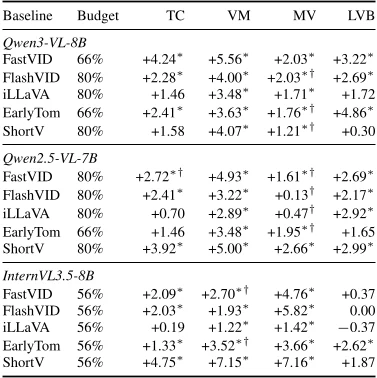 Baseline Budget TC VM MV LVB
Qwen3-VL-8B
FastVID 66% +4.24* +5.56* +2.03* +3.22*
FlashVID 80% +2.28* +4.00* +2.03*† +2.69*
iLLaVA 80% +1.46 +3.48* +1.71* +1.72
EarlyTom 66% +2.41* +3.63* +1.76*† +4.86*
ShortV 80% +1.58 +4.07* +1.21*† +0.30
Qwen2.5-VL-7B
FastVID 80% +2.72*† +4.93* +1.61*† +2.69*
FlashVID 80% +2.41* +3.22* +0.13† +2.17*
iLLaVA 80% +0.70 +2.89* +0.47† +2.92*
EarlyTom 66% +1.46 +3.48* +1.95*† +1.65
ShortV 80% +3.92* +5.00* +2.66* +2.99*
InternVL3.5-8B
FastVID 56% +2.09* +2.70*† +4.76* +0.37
FlashVID 56% +2.03* +1.93* +5.82* 0.00
iLLaVA 56% +0.19 +1.22* +1.42* −0.37
EarlyTom 56% +1.33* +3.52*† +3.66* +2.62*
ShortV 56% +4.75* +7.15* +7.16* +1.87